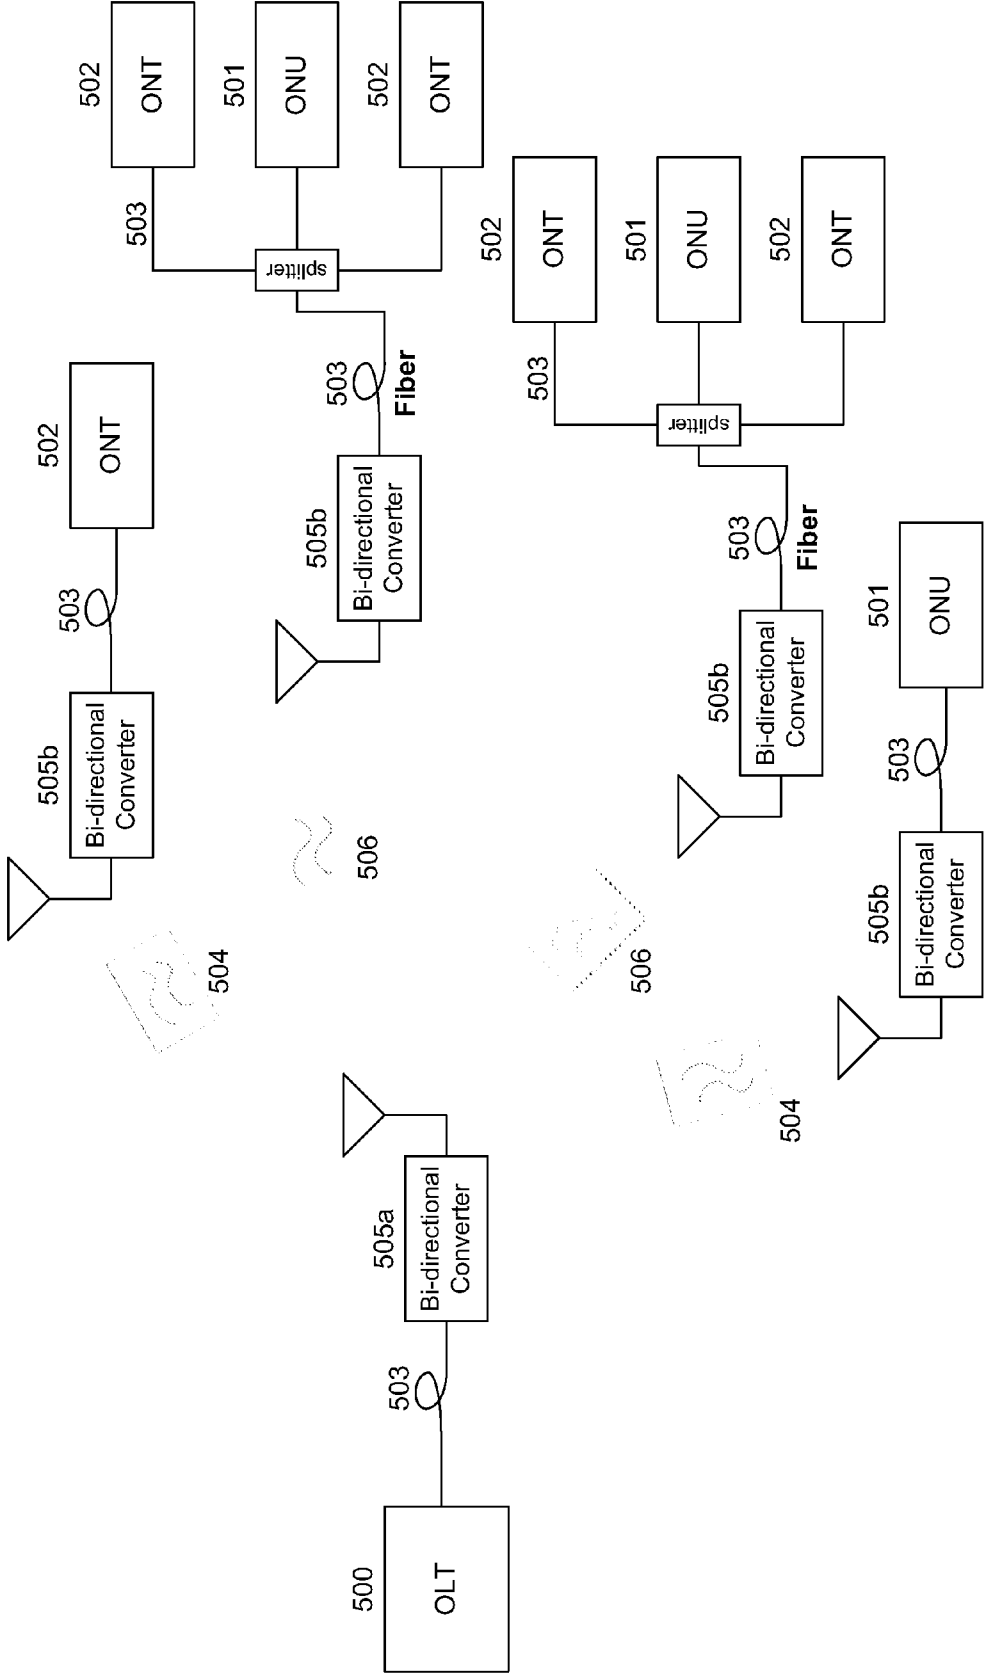 500
OLT
503
505a
Bi-directional
Converter
504
506
505b
Bi-directional
Converter
503
502
ONT
505b
Bi-directional
Converter
503
Fiber
splitter
503
502
ONT
501
ONU
502
ONT
504
506
505b
Bi-directional
Converter
503
Fiber
splitter
503
502
ONT
501
ONU
502
ONT
505b
Bi-directional
Converter
503
501
ONU